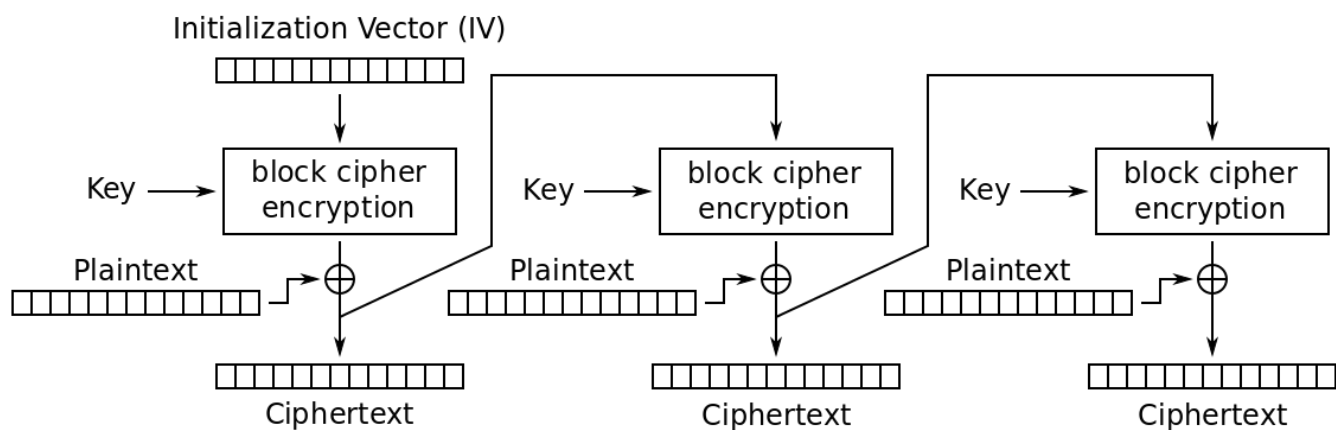 Initialization Vector (IV)
Key
block cipher
encryption
Key
block cipher
encryption
Key
block cipher
encryption
Plaintext
Plaintext
Plaintext
Ciphertext
Ciphertext
Ciphertext